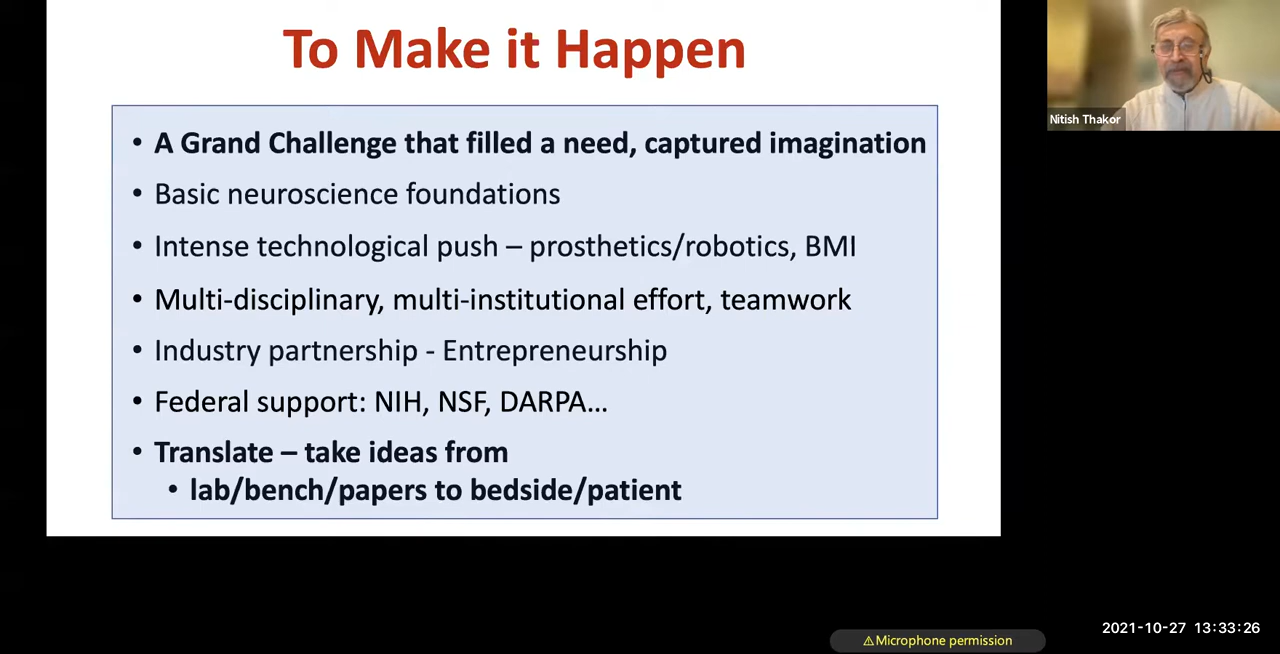 To Make it Happen
• A Grand Challenge that filled a need, captured imagination
• Basic neuroscience foundations
• Intense technological push – prosthetics/robotics, BMI
• Multi-disciplinary, multi-institutional effort, teamwork
• Industry partnership - Entrepreneurship
• Federal support: NIH, NSF, DARPA...
• Translate – take ideas from
• lab/bench/papers to bedside/patient
Nitish Thakor
2021-10-27 13:33:26
⚠Microphone permission